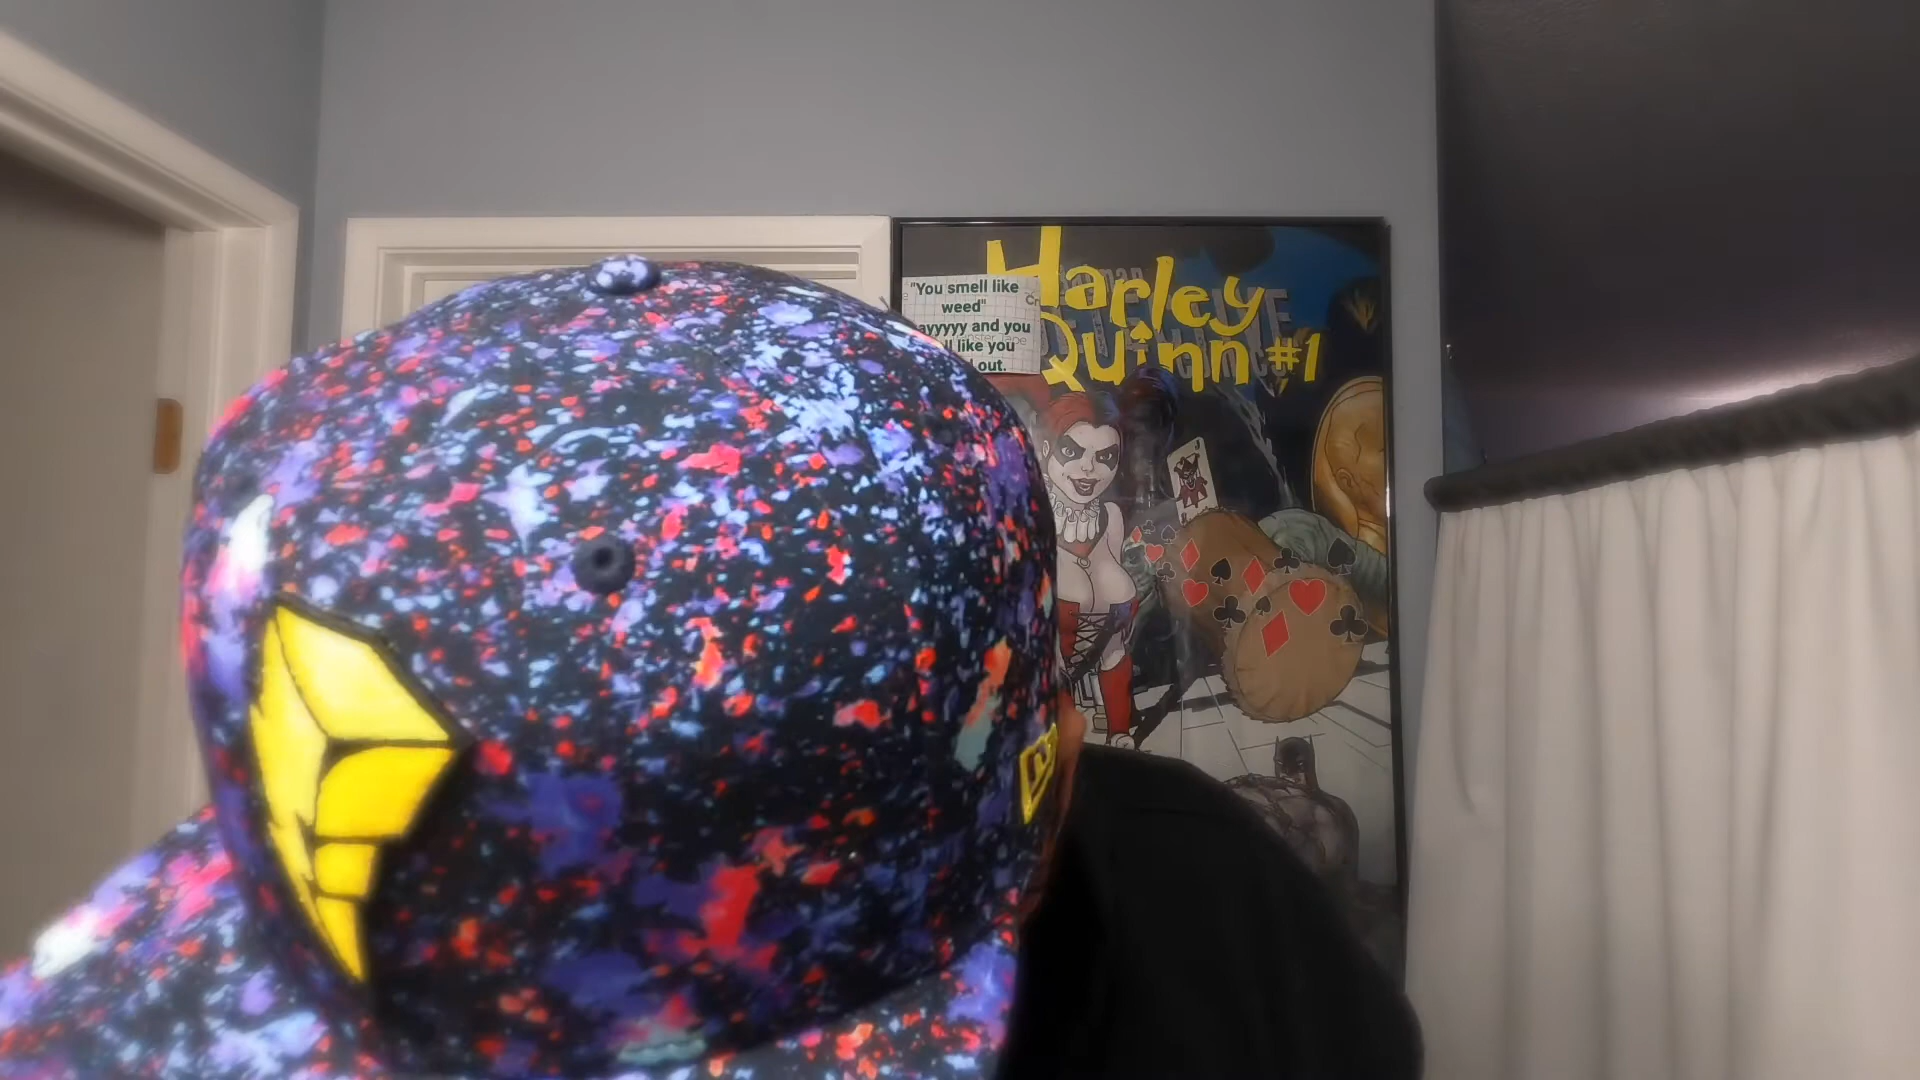 "You smell like
weed"
ayyyyy and you
ll like you
out.
Harley
Quinn #1
J